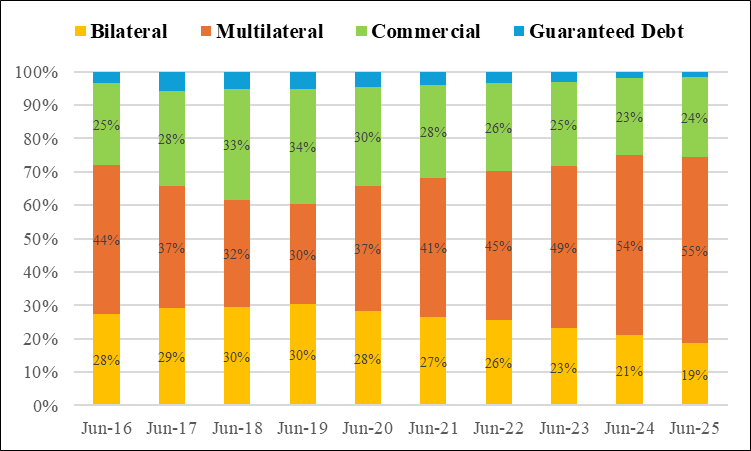 Bilateral Multilateral Commercial Guaranteed Debt
100%
90%
80%
70%
60%
50%
40%
30%
20%
10%
0%
25% 28% 33% 34% 30% 28% 26% 25% 23% 24%
44% 37% 32% 30% 37% 41% 45% 49% 54% 55%
28% 29% 30% 30% 28% 27% 26% 23% 21% 19%
Jun-16 Jun-17 Jun-18 Jun-19 Jun-20 Jun-21 Jun-22 Jun-23 Jun-24 Jun-25